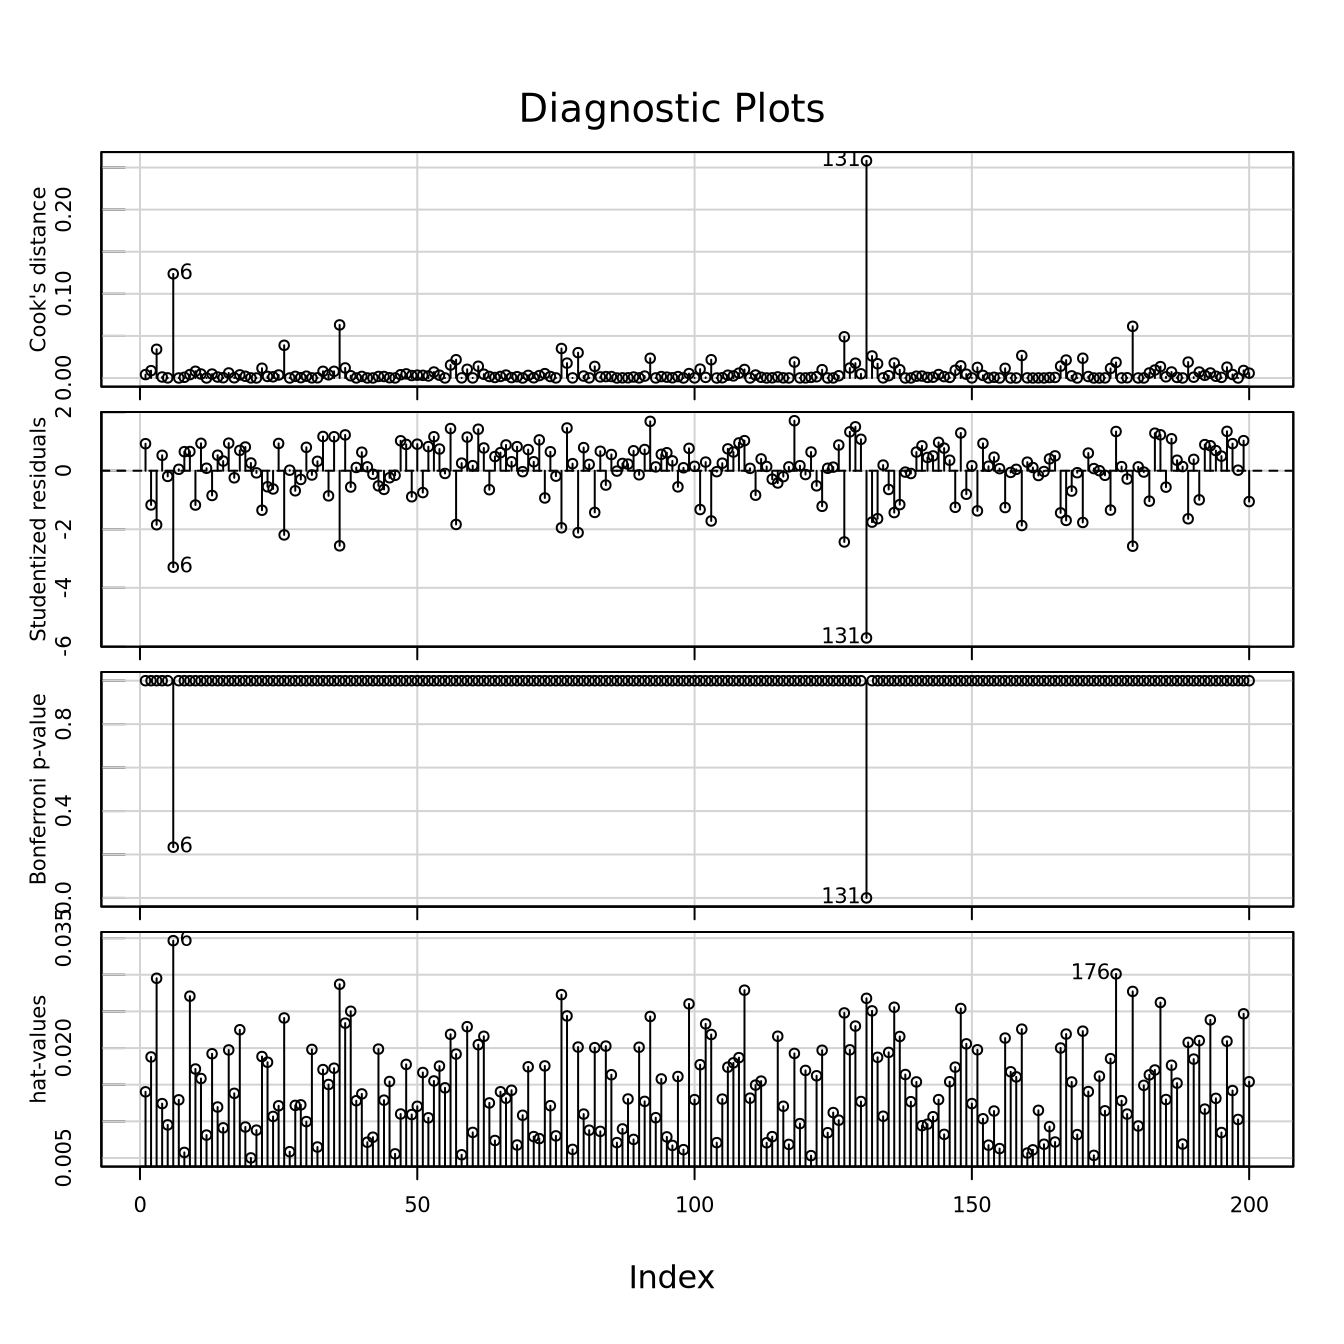 Diagnostic Plots
Cook's distance
0.00 0.10 0.20
6
131
Studentized residuals
-6 -4 -2 0 2
6
131
Bonferroni p-value
0.0 0.4 0.8
6
131
hat-values
0.005 0.020 0.035
6
176
0 50 100 150 200
Index